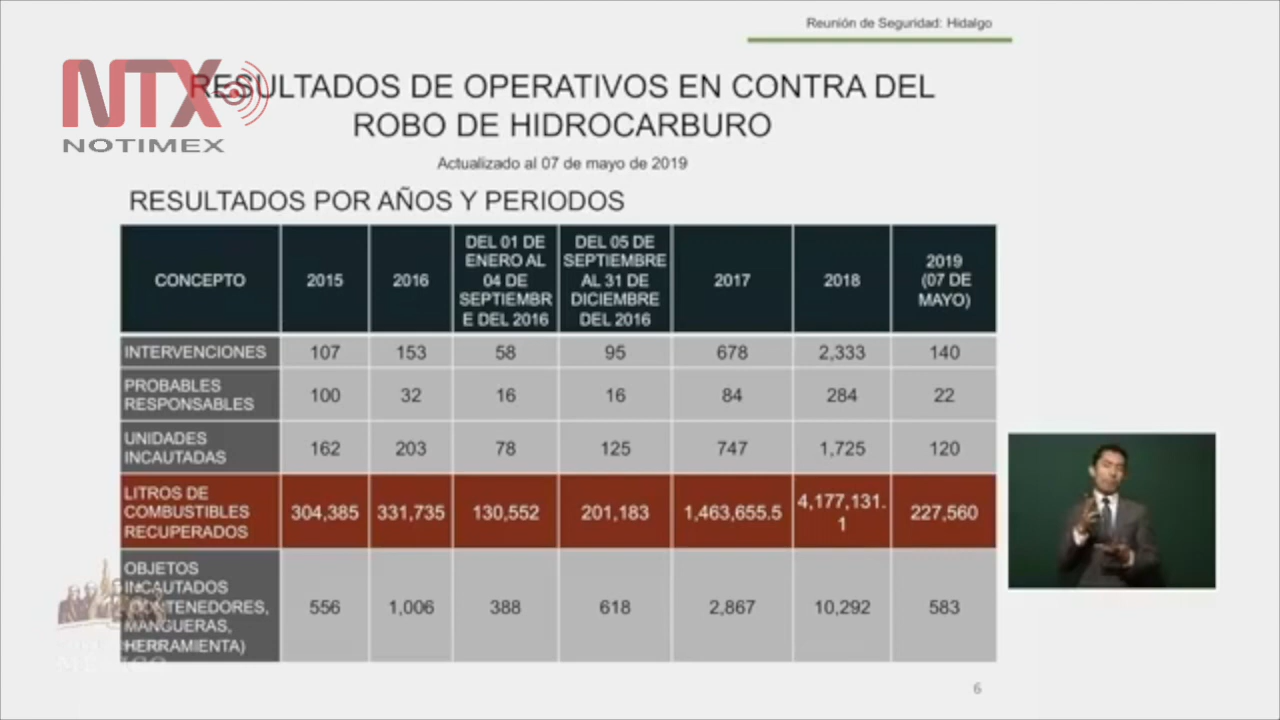 Reunión de Seguridad: Hidalgo
NTX
NOTIMEX
RESULTADOS DE OPERATIVOS EN CONTRA DEL
ROBO DE HIDROCARBURO
Actualizado al 07 de mayo de 2019
RESULTADOS POR AÑOS Y PERIODOS
CONCEPTO
2015
2016
DEL 01 DE
ENERO AL
04 DE
SEPTIEMBR
E DEL 2016
DEL 05 DE
SEPTIEMBRE
AL 31 DE
DICIEMBRE
DEL 2016
2017
2018
2019
(07 DE
MAYO)
INTERVENCIONES 107 153 58 95 678 2,333 140
PROBABLES
RESPONSABLES
100 32 16 16 84 284 22
UNIDADES
INCAUTADAS
162 203 78 125 747 1,725 120
LITROS DE
COMBUSTIBLES
RECUPERADOS
304,385 331,735 130,552 201,183 1,463,655.5 4,177,131.
1
227,560
OBJETOS
INCAUTADOS
(CONTENEDORES,
MANGUERAS,
HERRAMIENTA)
556 1,006 388 618 2,867 10,292 583
6